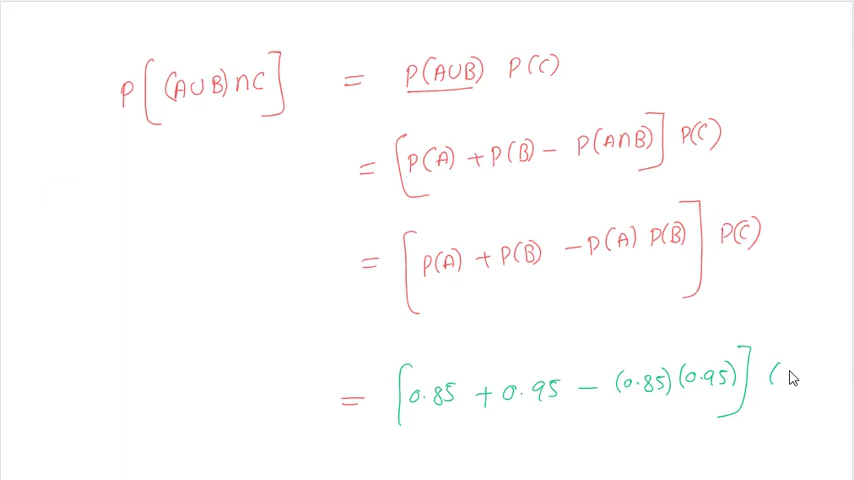 P[(A∪B)∩C] = P(A∪B) P(C)
= [P(A) + P(B) − P(A∩B)] P(C)
= [P(A) + P(B) − P(A) P(B)] P(C)
= [0.85 + 0.95 − (0.85)(0.95)] (